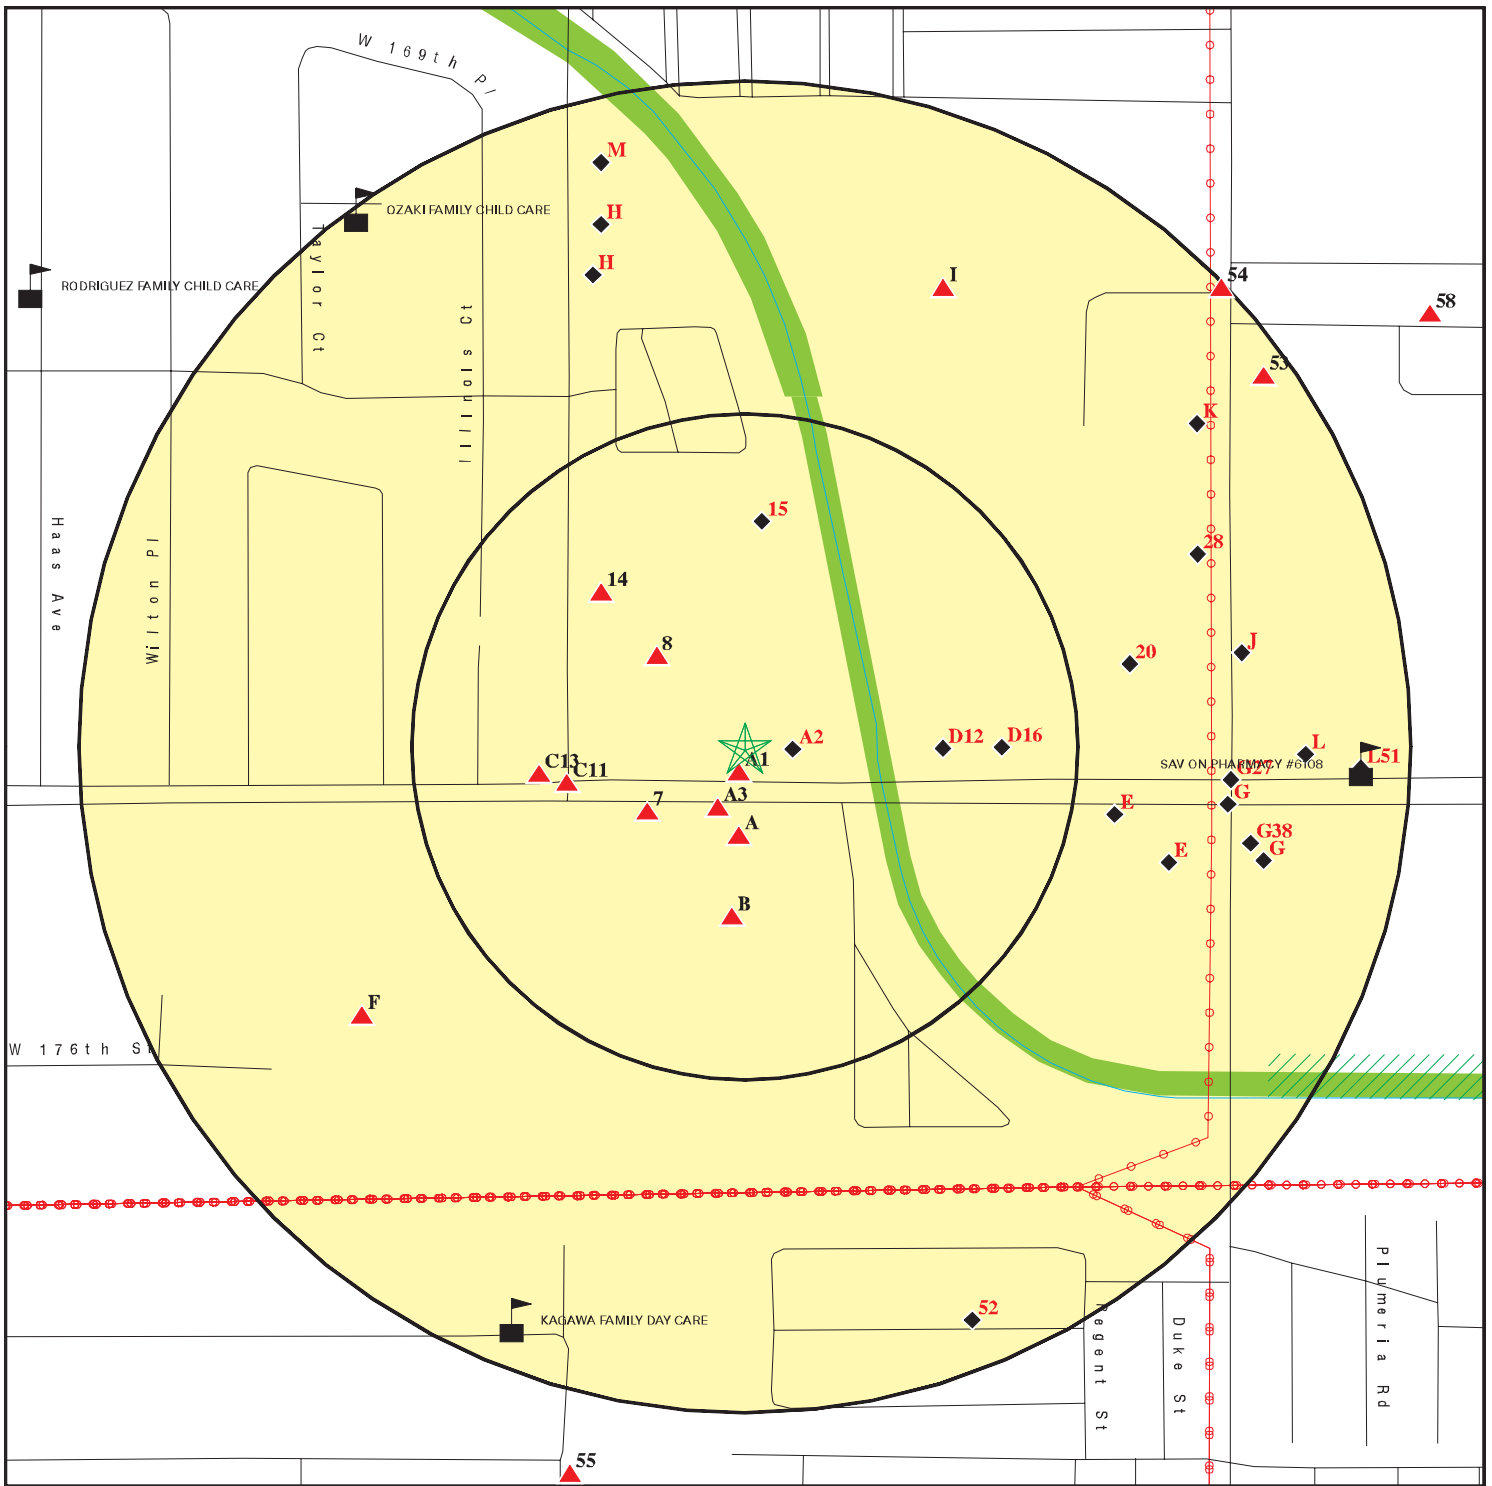 W 169th Pl
M
OZAKI FAMILY CHILD CARE
H
Taylor Ct
H
RODRIGUEZ FAMILY CHILD CARE
I
54
58
Illinois Ct
53
K
15
28
Haas Ave
Wilton Pl
14
8
20
J
A2
D12
D16
L
L51
A1
C13
C11
SAV ON PHARMACY #6108
G27
7
A3
A
E
G
G38
E
G
B
F
W 176th St
KAGAWA FAMILY DAY CARE
52
Regent St
Duke St
Plumeria Rd
55